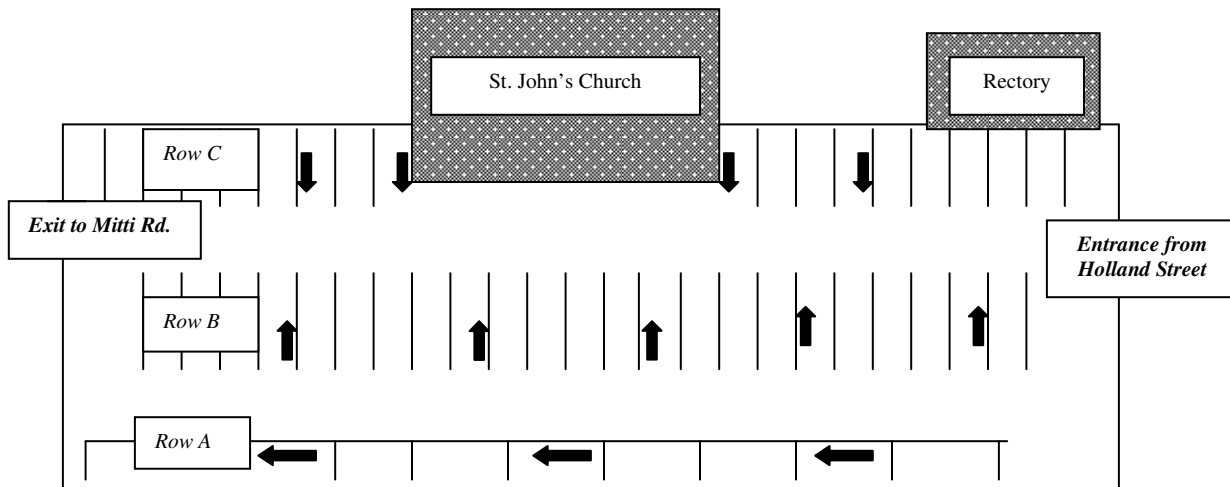 St. John’s Church
Rectory
Row C
Exit to Mitti Rd.
Entrance from
Holland Street
Row B
Row A